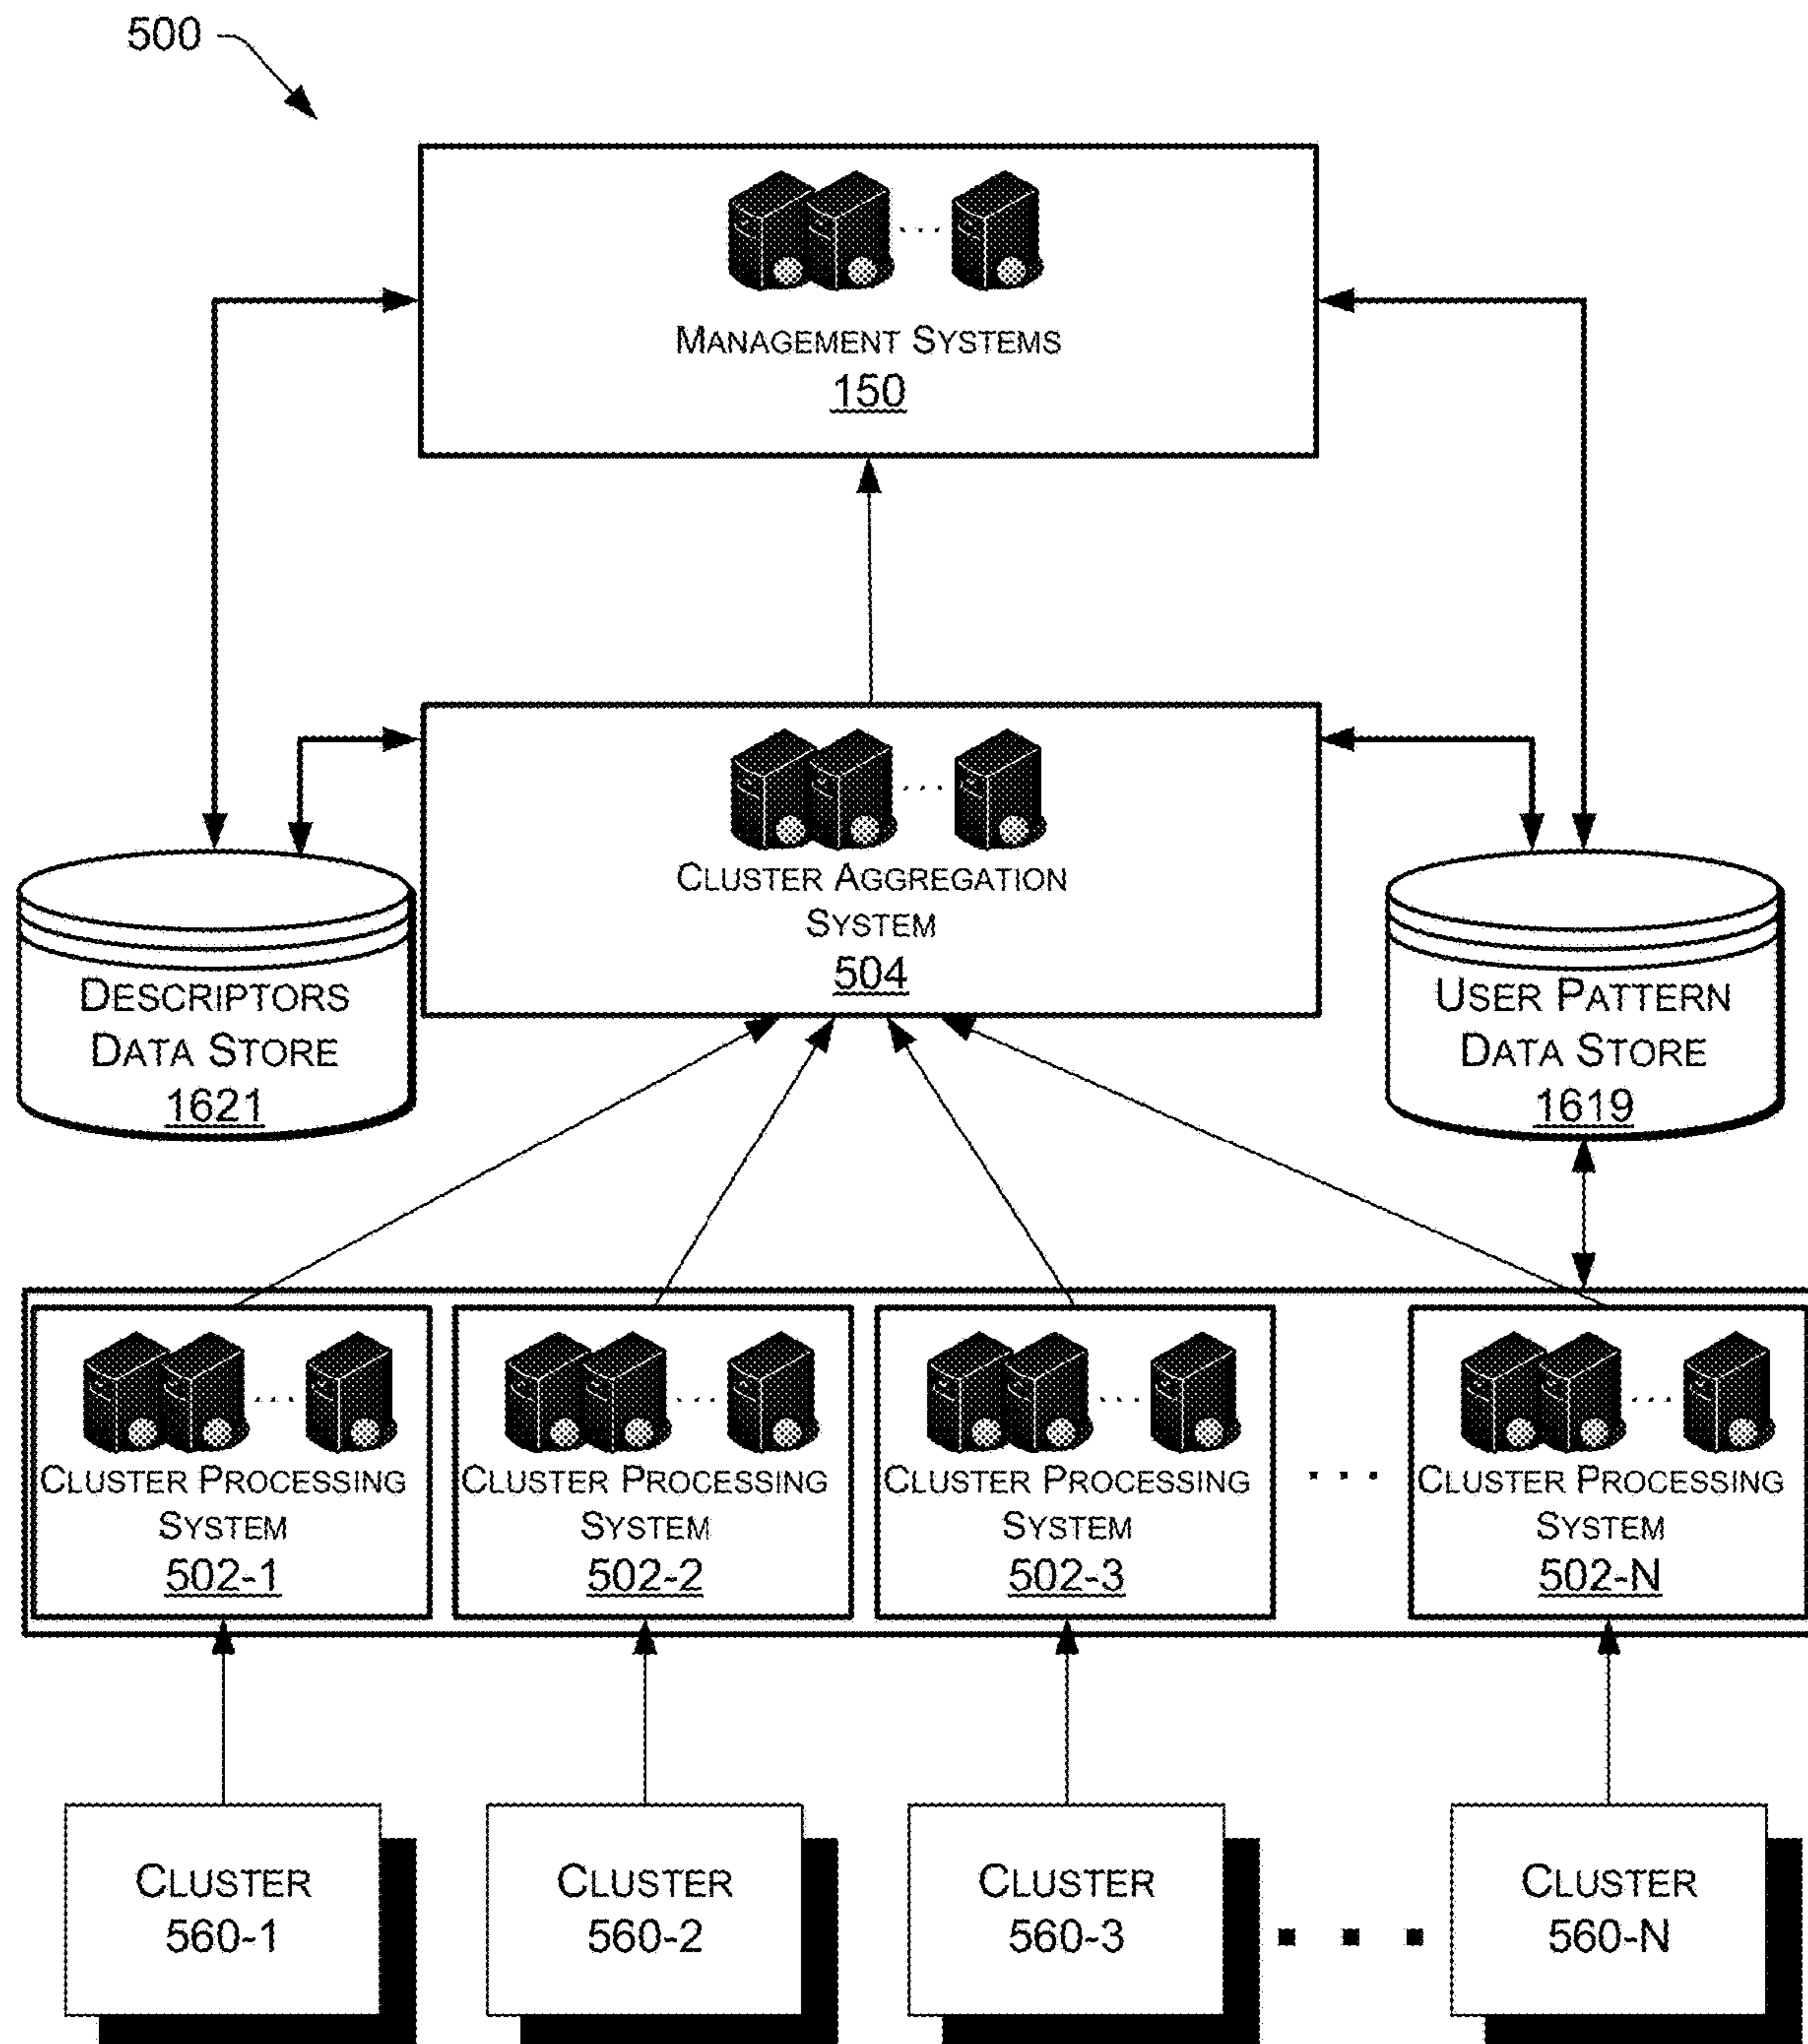 500
MANAGEMENT SYSTEMS
150
CLUSTER AGGREGATION
SYSTEM
504
DESCRIPTORS
DATA STORE
1621
USER PATTERN
DATA STORE
1619
CLUSTER PROCESSING
SYSTEM
502-1
CLUSTER PROCESSING
SYSTEM
502-2
CLUSTER PROCESSING
SYSTEM
502-3
...
CLUSTER PROCESSING
SYSTEM
502-N
CLUSTER
560-1
CLUSTER
560-2
CLUSTER
560-3
...
CLUSTER
560-N